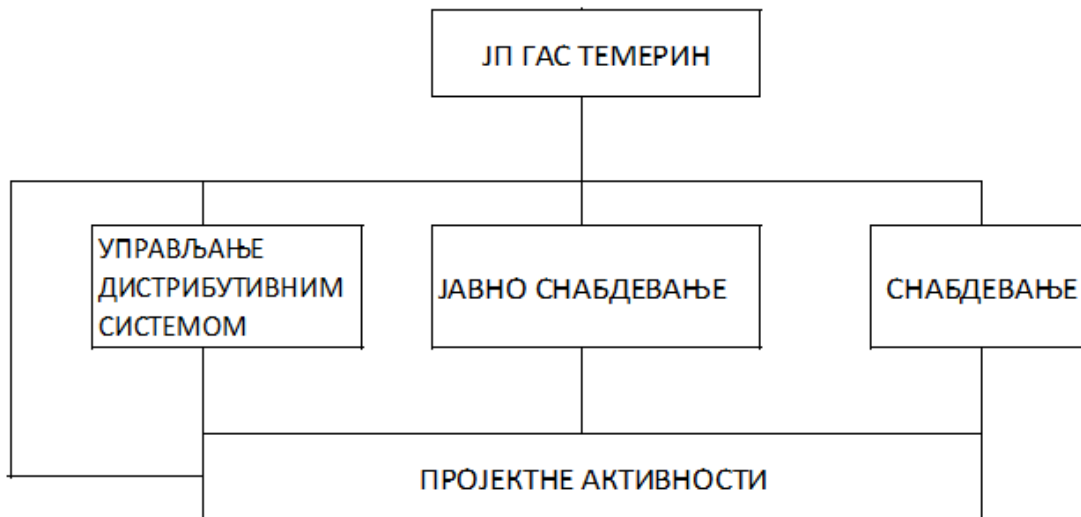 ЈП ГАС ТЕМЕРИН
УПРАВЉАЊЕ
ДИСТРИБУТИВНИМ
СИСТЕМОМ
ЈАВНО СНАБДЕВАЊЕ
СНАБДЕВАЊЕ
ПРОЈЕКТНЕ АКТИВНОСТИ